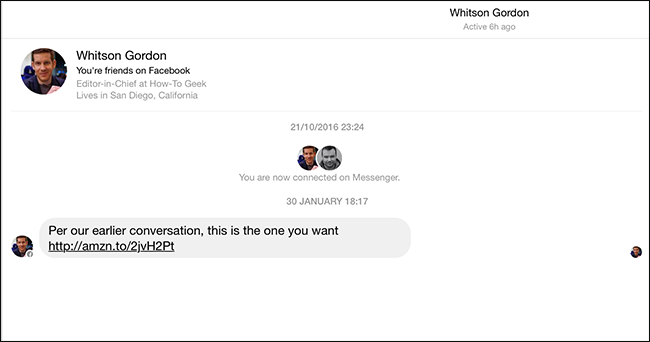 Whitson Gordon
Active 6h ago
Whitson Gordon
You're friends on Facebook
Editor-in-Chief at How-To Geek
Lives in San Diego, California
21/10/2016 23:24
You are now connected on Messenger.
30 JANUARY 18:17
Per our earlier conversation, this is the one you want
http://amzn.to/2jvH2Pt